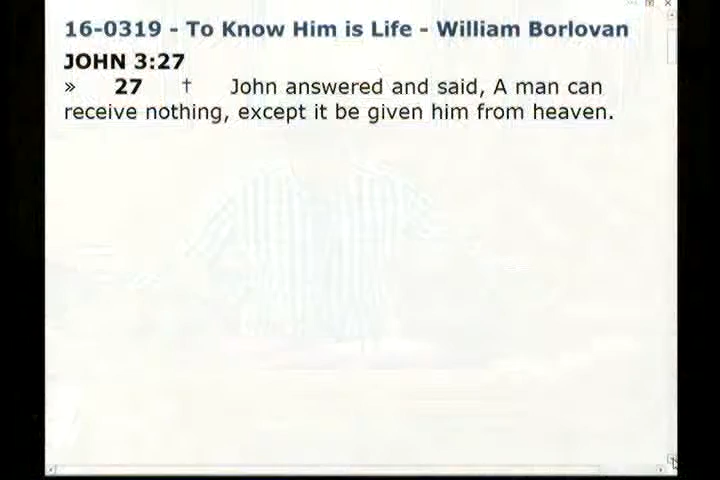 16-0319 - To Know Him is Life - William Borlovan
JOHN 3:27
» 27 † John answered and said, A man can
receive nothing, except it be given him from heaven.